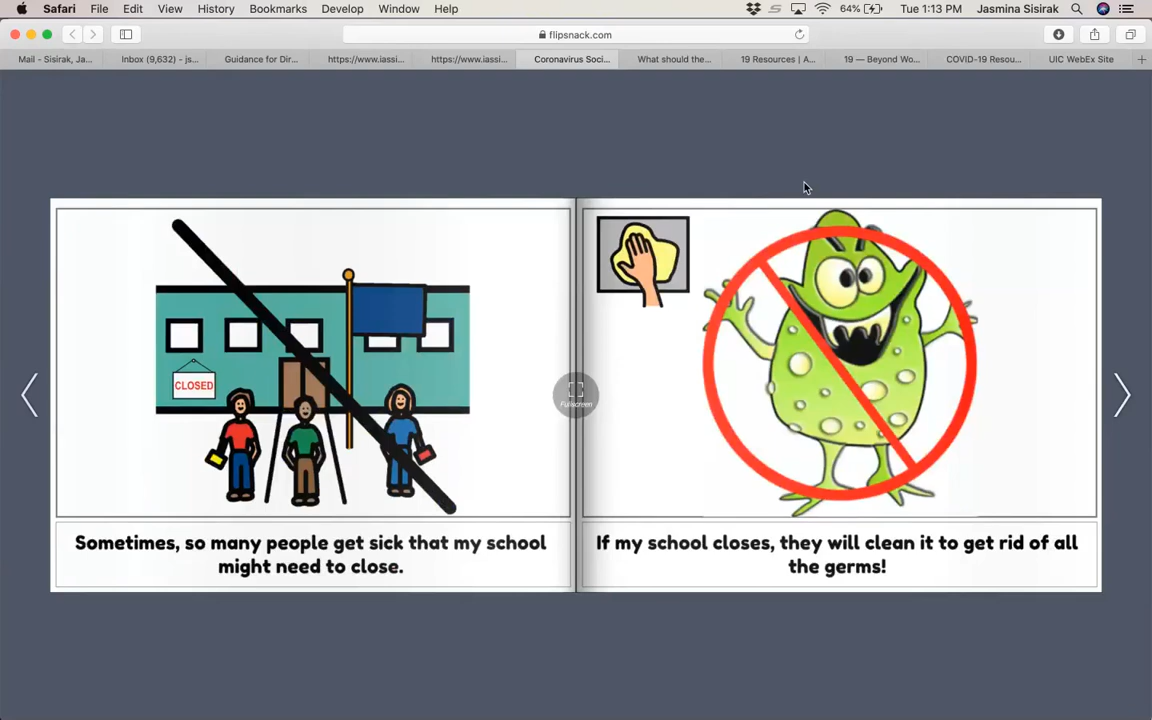 Safari File Edit View History Bookmarks Develop Window Help 64% Tue 1:13 PM Jasmina Sisirak
flipsnack.com
Mail - Sisirak, Ja... Inbox (9,632) - js... Guidance for Dir... https://www.iassi... https://www.iassi... Coronavirus Soci... What should the... 19 Resources | A... 19 — Beyond Wo... COVID-19 Resou... UIC WebEx Site
CLOSED
Sometimes, so many people get sick that my school
might need to close.
Fullscreen
If my school closes, they will clean it to get rid of all
the germs!